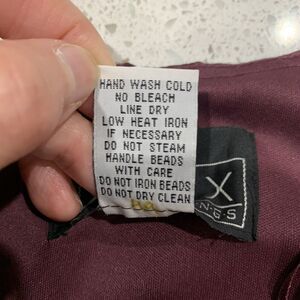 HAND WASH COLD
NO BLEACH
LINE DRY
LOW HEAT IRON
IF NECESSARY
DO NOT STEAM
HANDLE BEADS
WITH CARE
DO NOT IRON BEADS
DO NOT DRY CLEAN
X
N·G·S